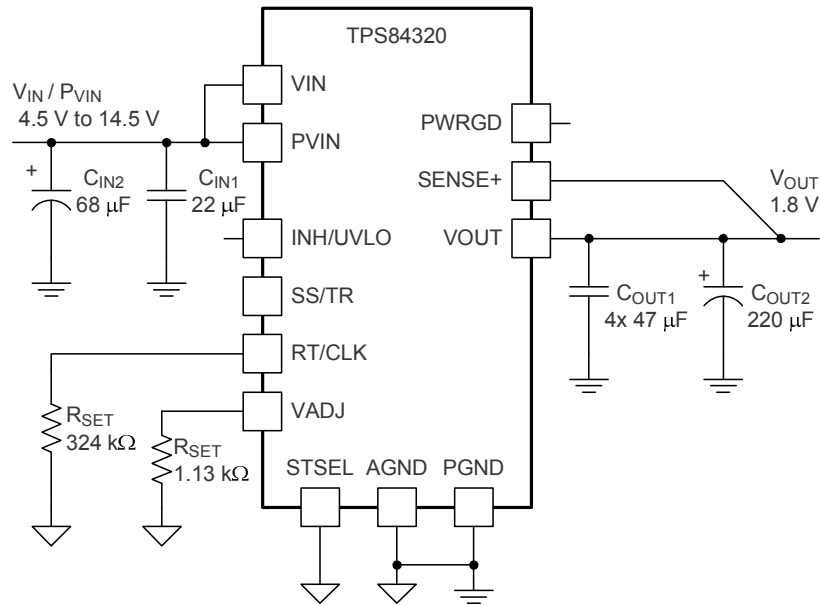 TPS84320
VIN
V_IN / P_VIN
4.5 V to 14.5 V
PWRGD
PVIN
+
C_IN2
68 µF
C_IN1
22 µF
SENSE+
V_OUT
1.8 V
INH/UVLO
VOUT
SS/TR
C_OUT1
4x 47 µF
+
C_OUT2
220 µF
RT/CLK
VADJ
R_SET
324 kΩ
R_SET
1.13 kΩ
STSEL
AGND
PGND